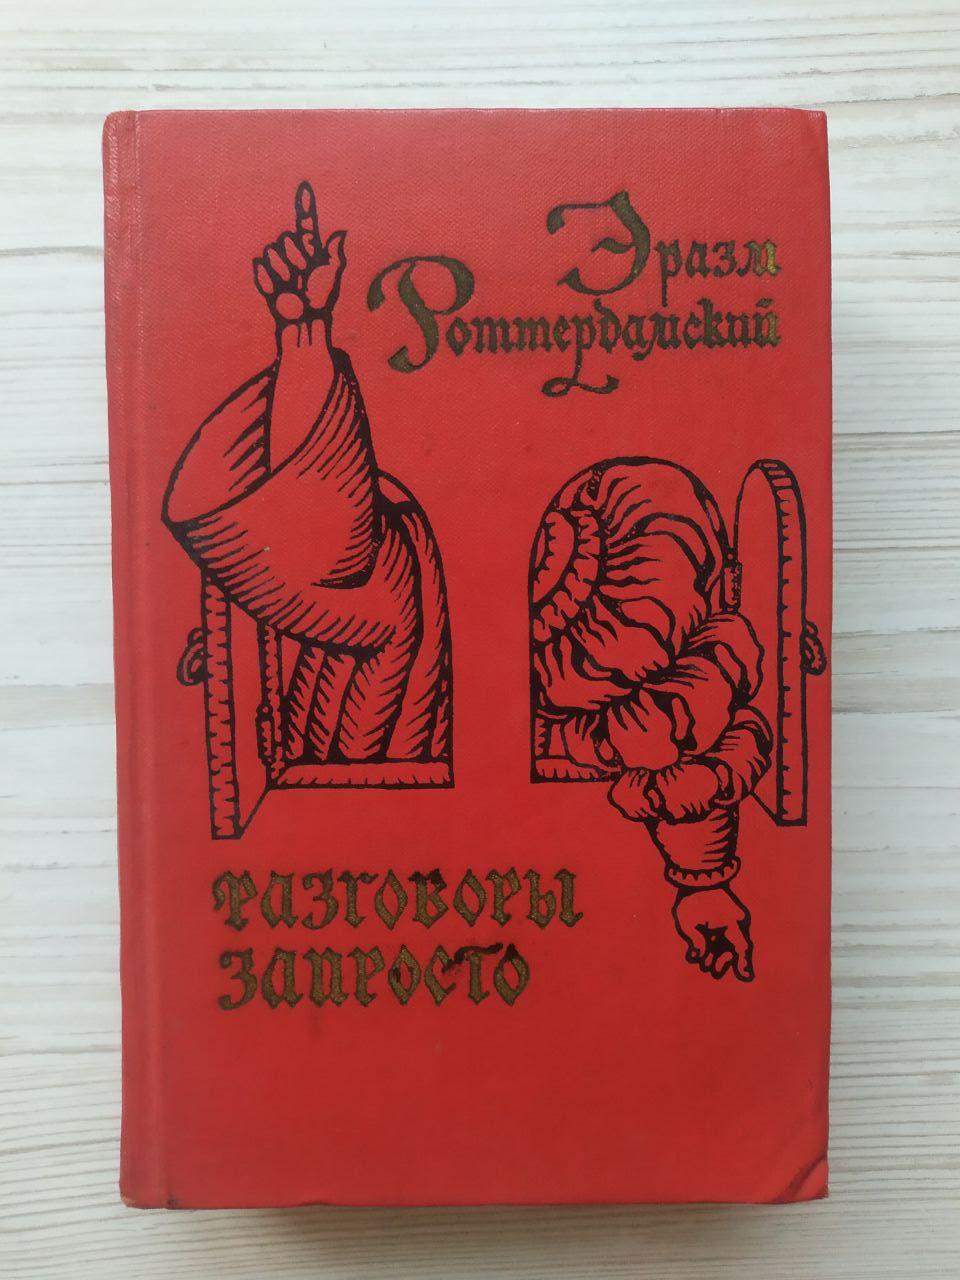 Эразм
Роттердамский
разговоры
запросто